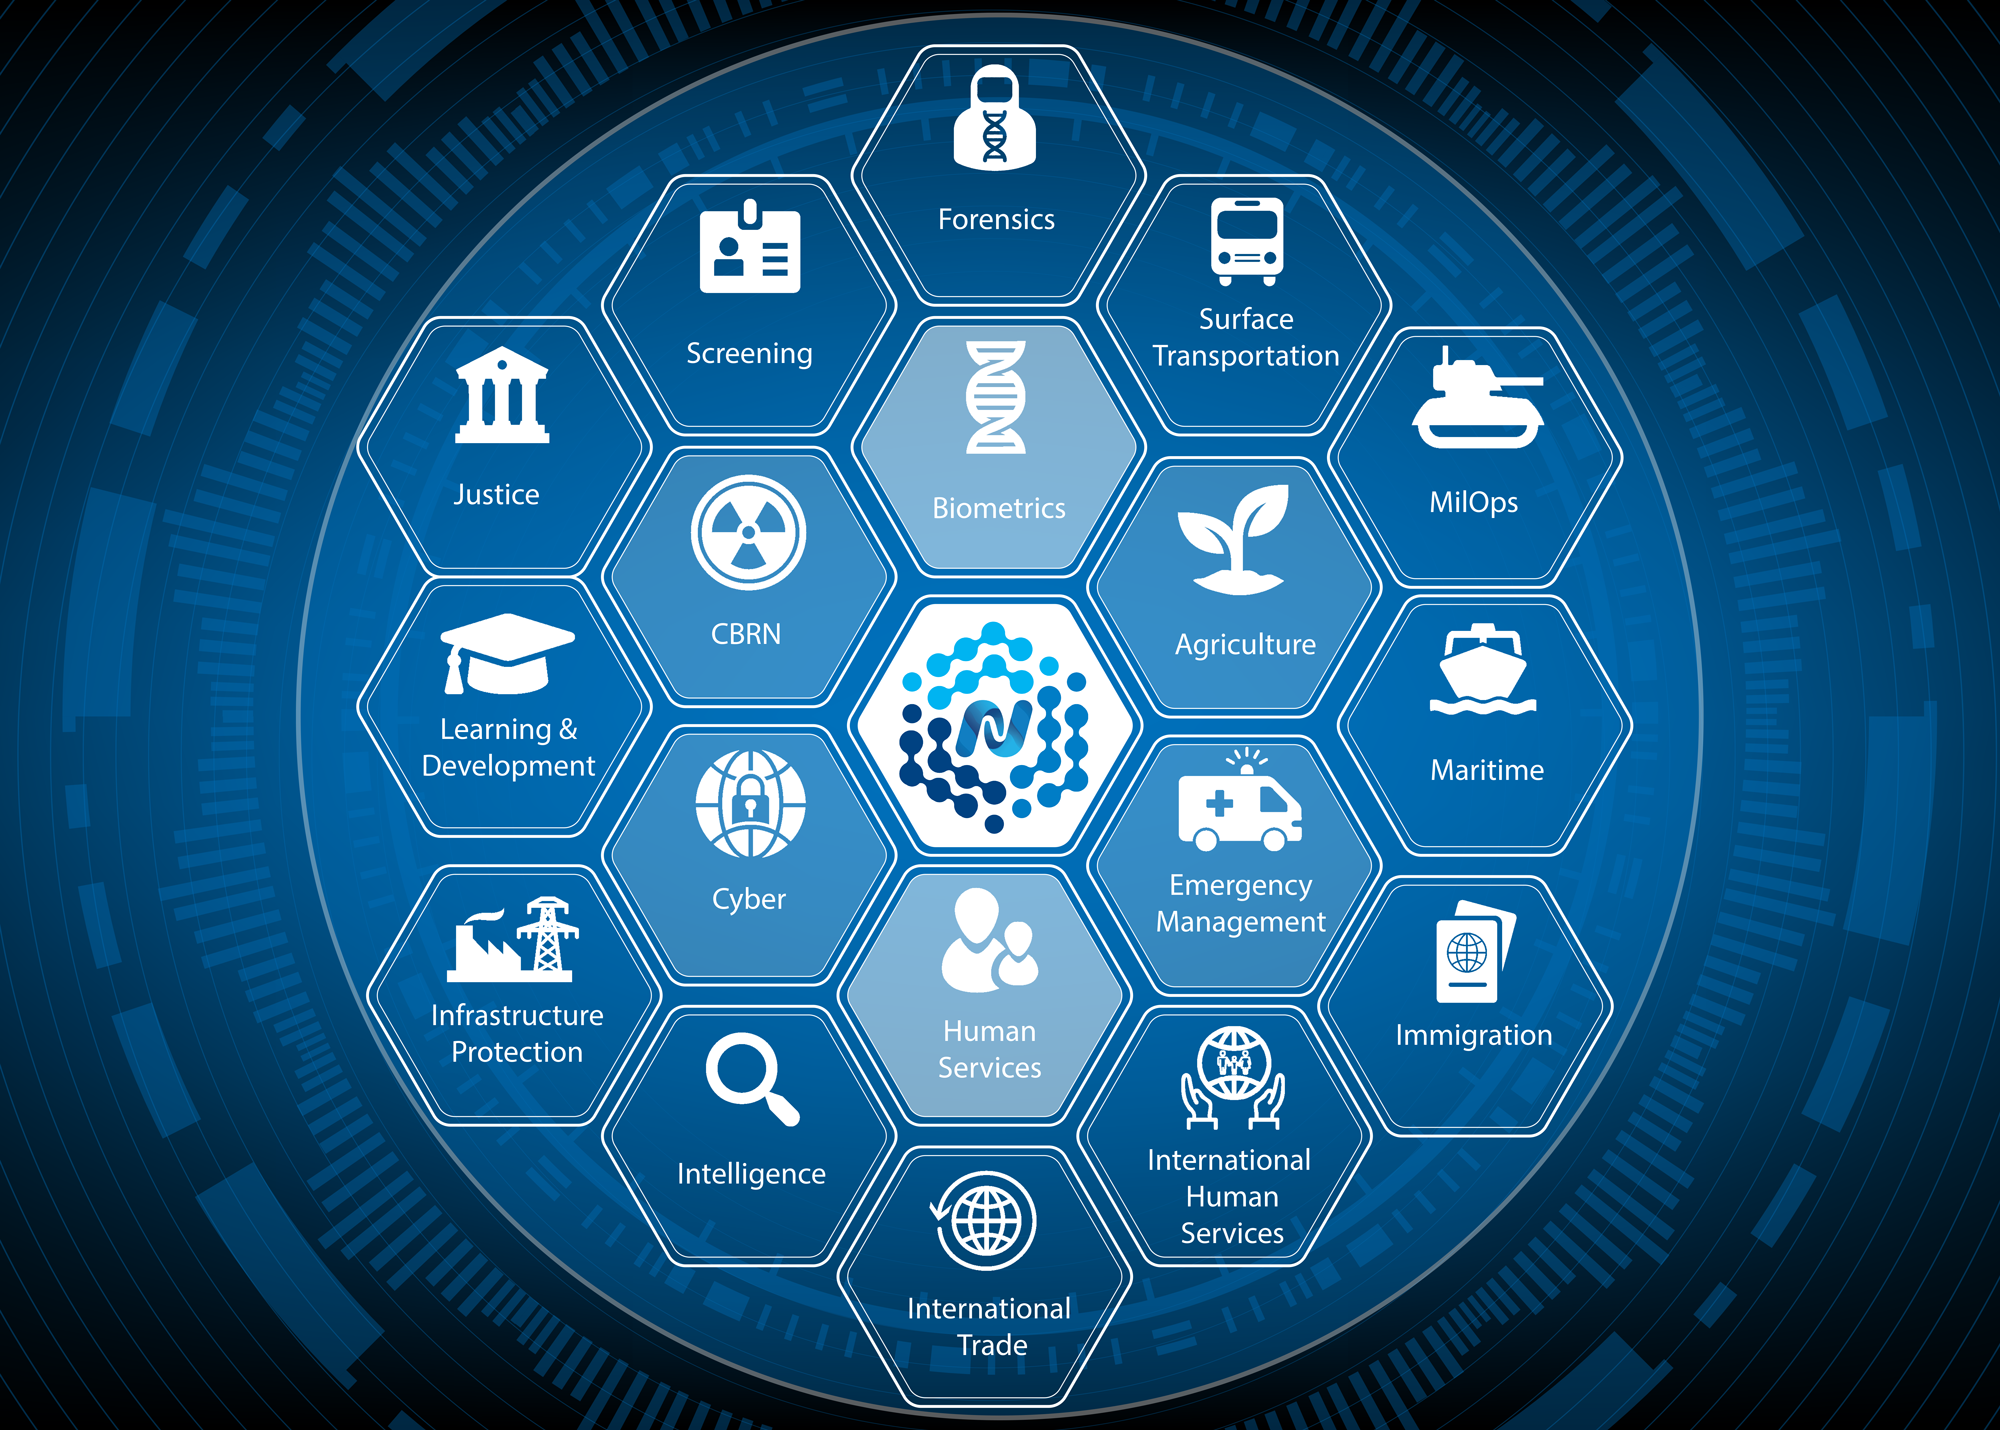 Forensics
Screening
Surface
Transportation
Justice
Biometrics
MilOps
CBRN
Agriculture
Learning &
Development
N
Maritime
Cyber
Emergency
Management
Infrastructure
Protection
Human
Services
Immigration
Intelligence
International
Human
Services
International
Trade